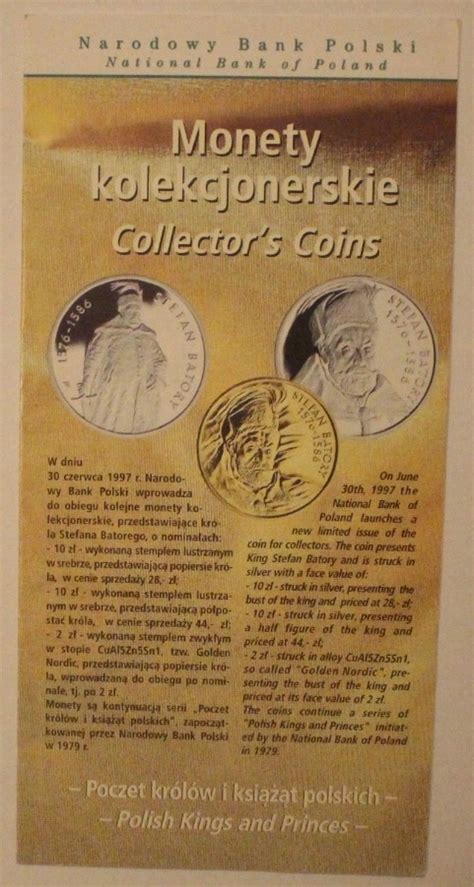 Narodowy Bank Polski
National Bank of Poland
Monety
kolekcjonerskie
Collector's Coins
1576-1586
STEFAN BATORY
STEFAN BATORY
1576-1586
STEFAN BATORY
1576-1586
W dniu
30 czerwca 1997 r. Narodo-
wy Bank Polski wprowadza
do obiegu kolejne monety ko-
lekcjonerskie, przedstawiające kró-
la Stefana Batorego, o nominałach:
- 10 zł - wykonaną stemplem lustrzanym
w srebrze, przedstawiającą popiersie kró-
la, w cenie sprzedaży 28,- zł;
- 10 zł - wykonaną stemplem lustrzanym
w srebrze, przedstawiającą półpo-
stać króla, w cenie sprzedaży 44,- zł;
- 2 zł - wykonaną stemplem zwykłym
w stopie CuAl5Zn5Sn1, tzw. Golden
Nordic, przedstawiającą popiersie kró-
la, wprowadzaną do obiegu po nomi-
nale, tj. po 2 zł.
Monety są kontynuacją serii „Poczet
królów i książąt polskich”, zapocząt-
kowanej przez Narodowy Bank Polski
w 1979 r.
On June
30th, 1997 the
National Bank of
Poland launches a
new limited issue of the
coin for collectors. The coin presents
King Stefan Batory and is struck in
silver with a face value of:
- 10 zł - struck in silver, presenting the
bust of the king and priced at 28,- zł;
- 10 zł - struck in silver, presenting
a half figure of the king and
priced at 44,- zł;
- 2 zł - struck in alloy CuAl5Zn5Sn1,
so called "Golden Nordic", pre-
senting the bust of the king and
priced at its face value of 2 zł.
The coins continue a series of
"Polish Kings and Princes" initiat-
ed by the National Bank of Poland
in 1979.
– Poczet królów i książąt polskich –
– Polish Kings and Princes –